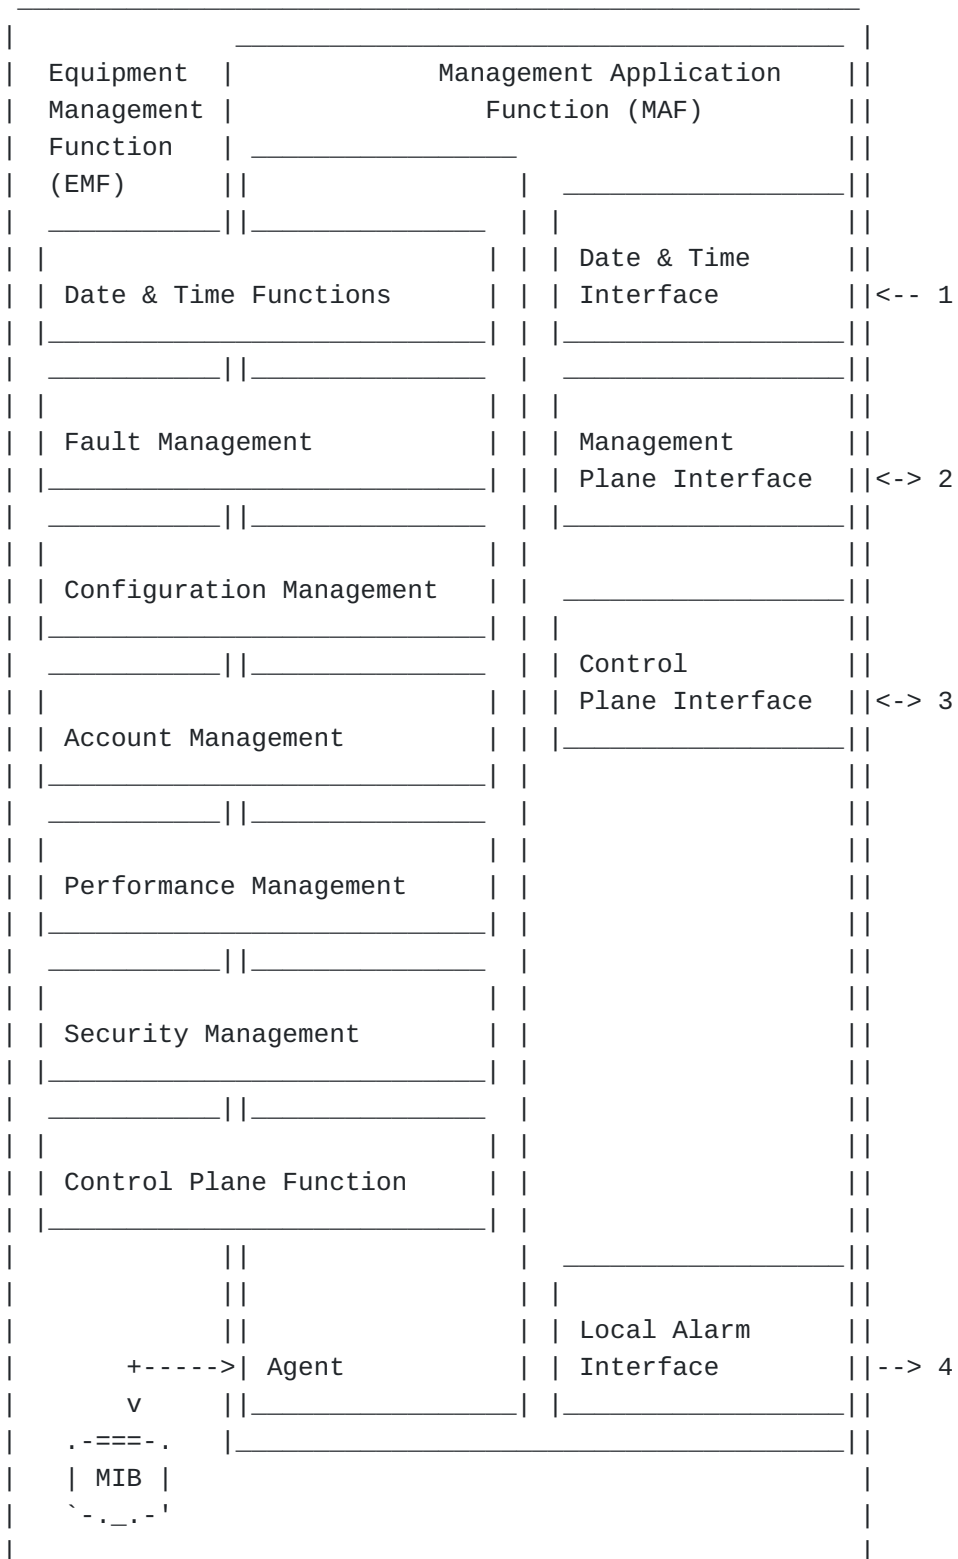 Equipment Management Application
Management Function (MAF)
Function
(EMF)
Date & Time
Date & Time Functions Interface <-- 1
Fault Management Management
Plane Interface <-> 2
Configuration Management
Control
Plane Interface <-> 3
Account Management
Performance Management
Security Management
Control Plane Function
Local Alarm
+-----> Agent Interface --> 4
v
.-===-.
MIB
`-._.-'